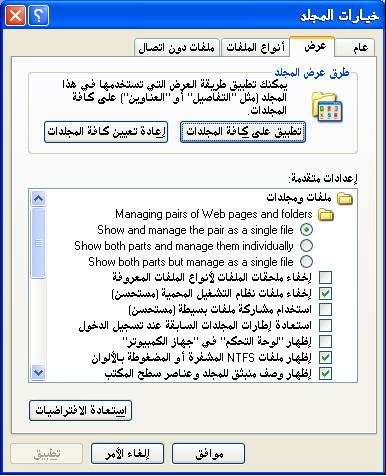 خيارات المجلد
عام
عرض
أنواع الملفات
ملفات دون اتصال
طرق عرض المجلد
يمكنك تطبيق طريقة العرض التي تستخدمها في هذا
المجلد (مثل "التفاصيل" أو "العناوين") على كافة
المجلدات.
تطبيق على كافة المجلدات
إعادة تعيين كافة المجلدات
إعدادات متقدمة:
ملفات ومجلدات
Managing pairs of Web pages and folders
Show and manage the pair as a single file
Show both parts and manage them individually
Show both parts but manage as a single file
إخفاء ملحقات الملفات لأنواع الملفات المعروفة
إخفاء ملفات نظام التشغيل المحمية (مستحسن)
استخدام مشاركة ملفات بسيطة (مستحسن)
استعادة إطارات المجلدات السابقة عند تسجيل الدخول
إظهار "لوحة التحكم" في "جهاز الكمبيوتر"
إظهار ملفات NTFS المشفرة أو المضغوطة بالألوان
إظهار وصف منبثق للمجلد وعناصر سطح المكتب
استعادة الافتراضيات
موافق
إلغاء الأمر
تطبيق